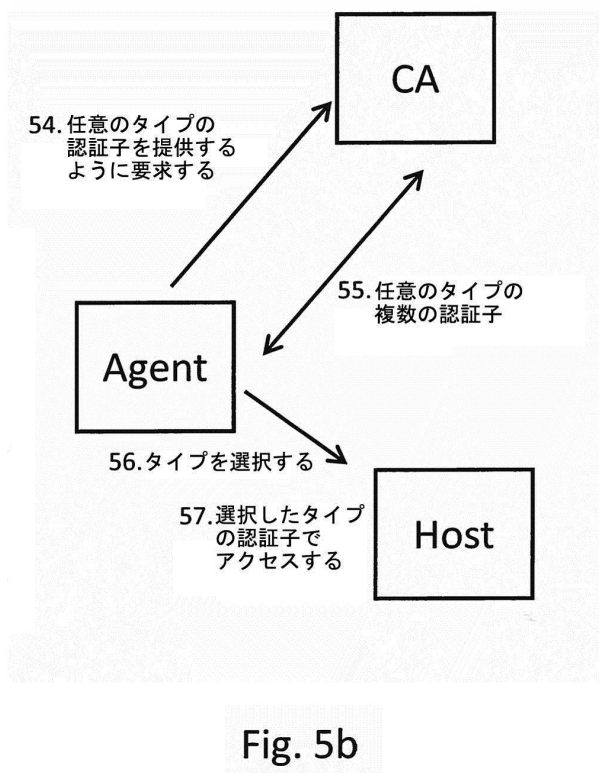 CA
54. 任意のタイプの
認証子を提供する
ように要求する
55. 任意のタイプの
複数の認証子
Agent
56.タイプを選択する
57.選択したタイプ
の認証子で
アクセスする
Host
Fig. 5b